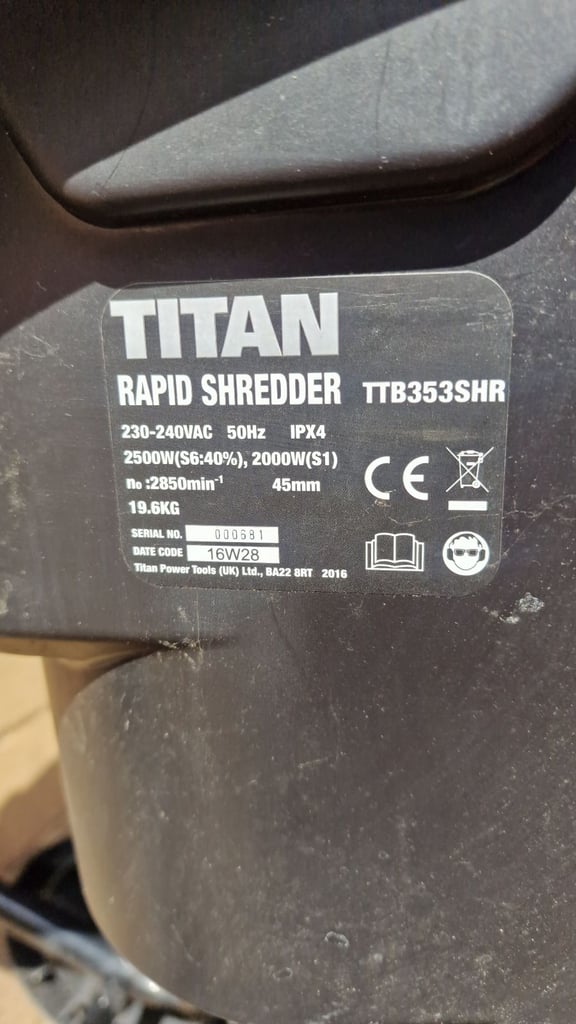 TITAN
RAPID SHREDDER TTB353SHR
230-240VAC 50Hz IPX4
2500W(S6:40%), 2000W(S1)
n₀ :2850min⁻¹ 45mm
19.6KG
CE
SERIAL NO. 000681
DATE CODE 16W28
Titan Power Tools (UK) Ltd., BA22 8RT 2016